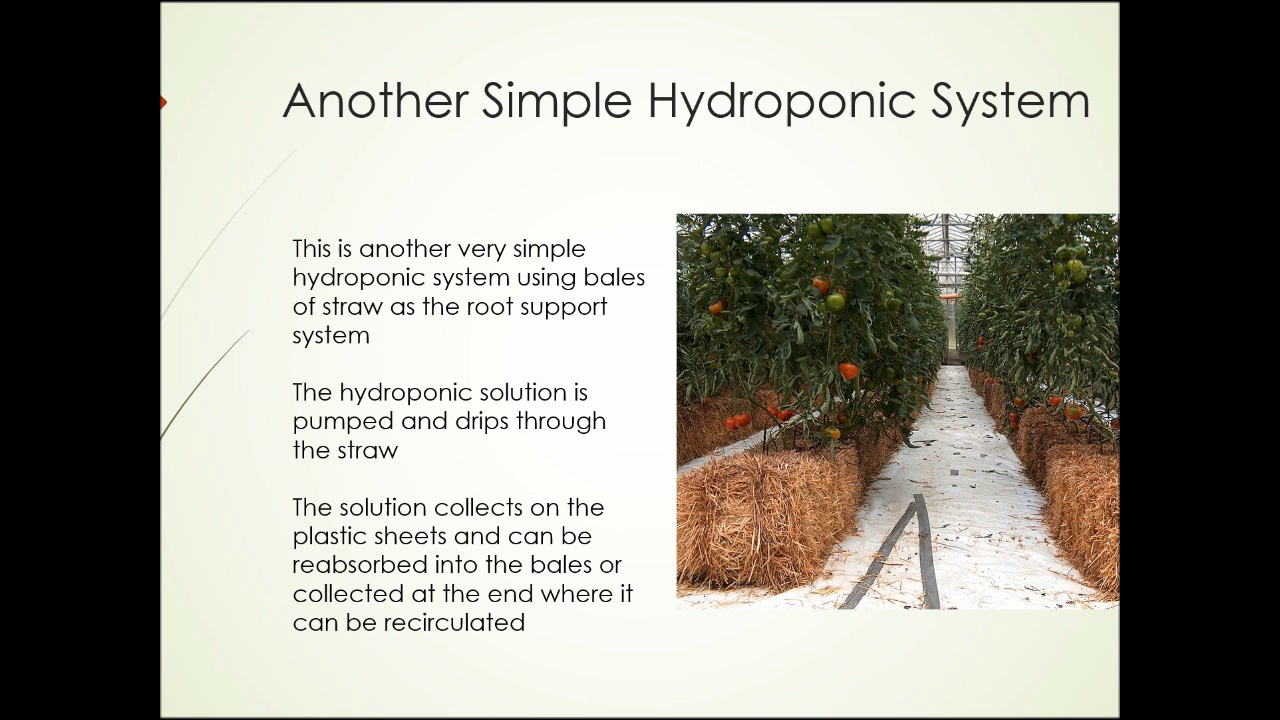 Another Simple Hydroponic System
This is another very simple
hydroponic system using bales
of straw as the root support
system
The hydroponic solution is
pumped and drips through
the straw
The solution collects on the
plastic sheets and can be
reabsorbed into the bales or
collected at the end where it
can be recirculated